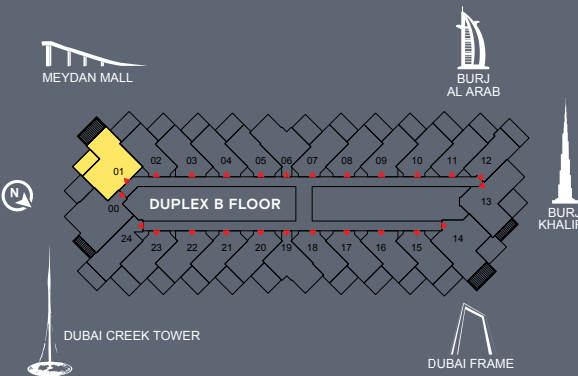 MEYDAN MALL
BURJ
AL ARAB
01
02
03
04
05
06
07
08
09
10
11
12
N
00
DUPLEX B FLOOR
13
BURJ
KHALIF
24
23
22
21
20
19
18
17
16
15
14
DUBAI CREEK TOWER
DUBAI FRAME